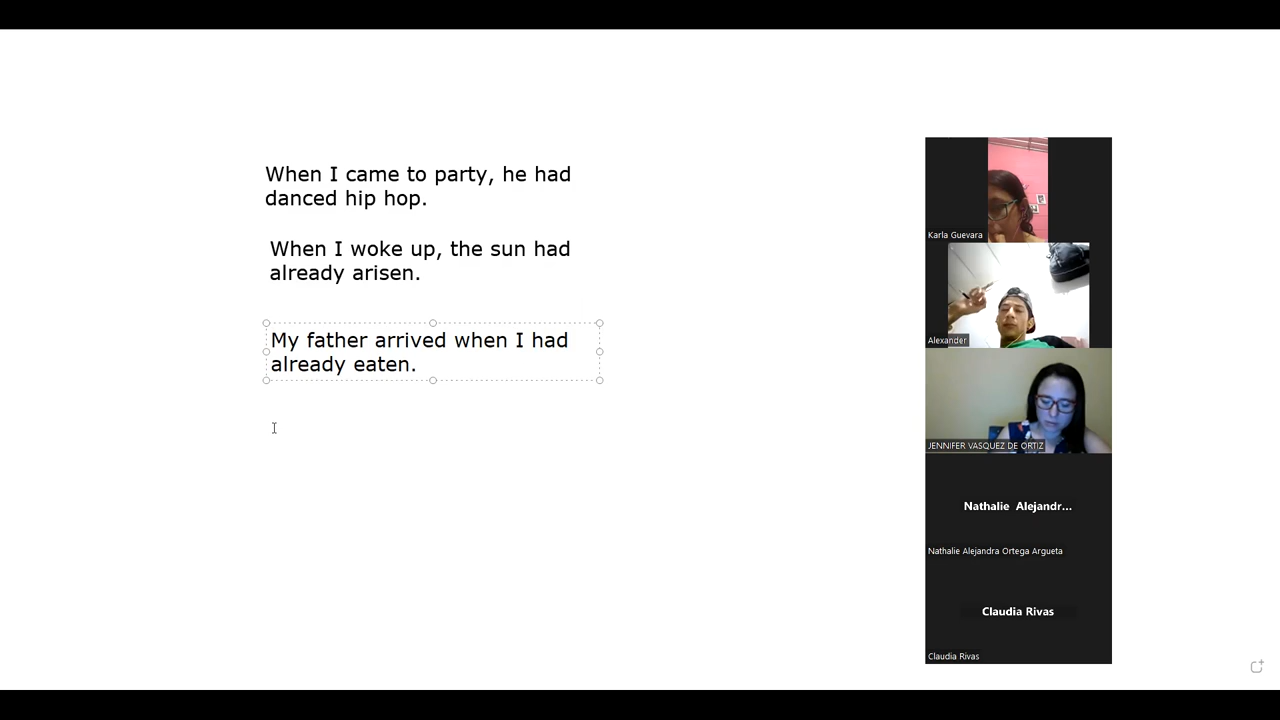 When I came to party, he had
danced hip hop.
When I woke up, the sun had
already arisen.
My father arrived when I had
already eaten.
Karla Guevara
Alexander
JENNIFER VASQUEZ DE ORTIZ
Nathalie Alejandr...
Nathalie Alejandra Ortega Argueta
Claudia Rivas
Claudia Rivas